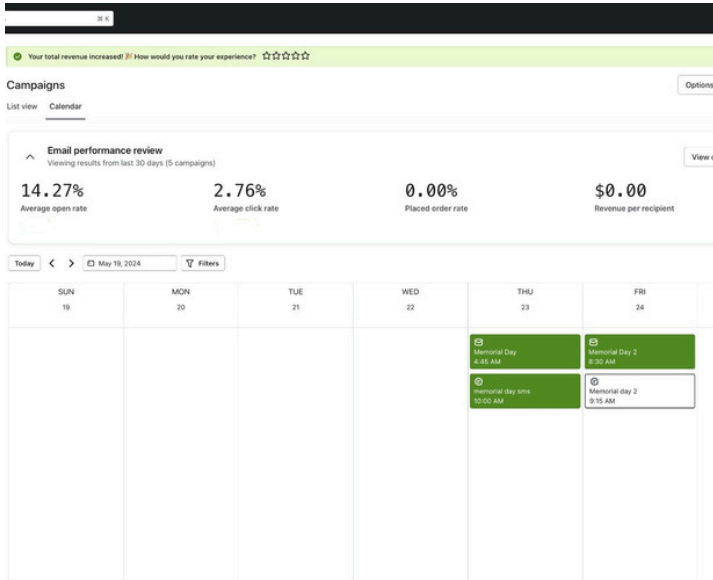 ⌘ K
Your total revenue increased! 🎉 How would you rate your experience? ☆☆☆☆☆
Campaigns
Options
List view Calendar
Email performance review
Viewing results from last 30 days (5 campaigns)
View
14.27% 2.76% 0.00% $0.00
Average open rate Average click rate Placed order rate Revenue per recipient
Today May 19, 2024 Filters
SUN MON TUE WED THU FRI
19 20 21 22 23 24
Memorial Day Memorial Day 2
4:45 AM 8:30 AM
memorial day sms Memorial day 2
10:00 AM 9:15 AM